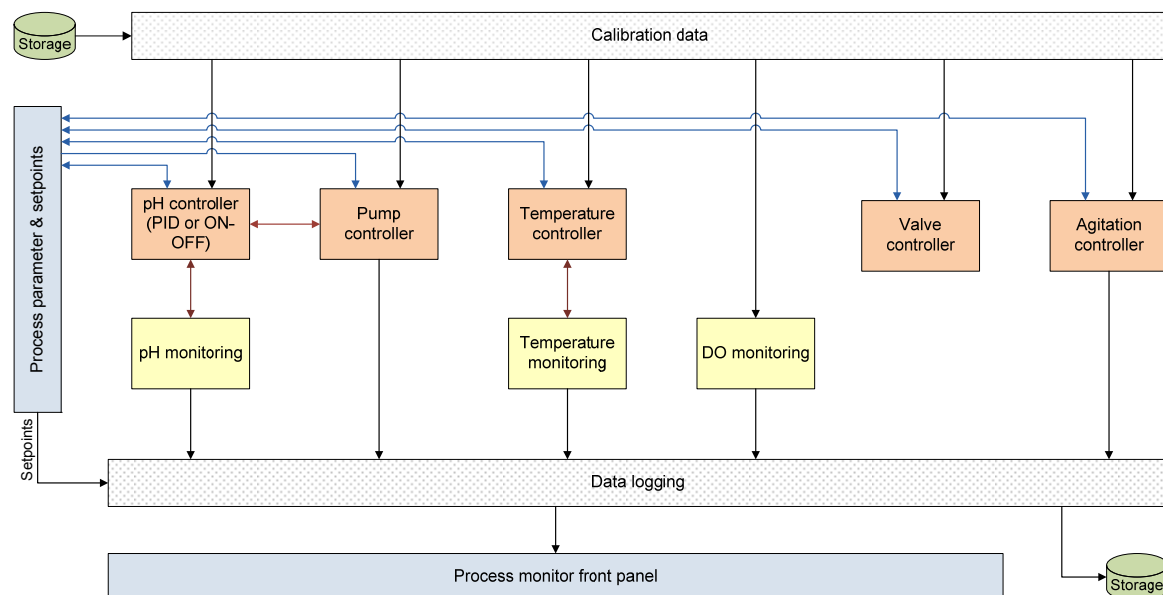 Storage
Calibration data
Process parameter & setpoints
pH controller
(PID or ON-
OFF)
Pump
controller
Temperature
controller
Valve
controller
Agitation
controller
pH monitoring
Temperature
monitoring
DO monitoring
Setpoints
Data logging
Process monitor front panel
Storage